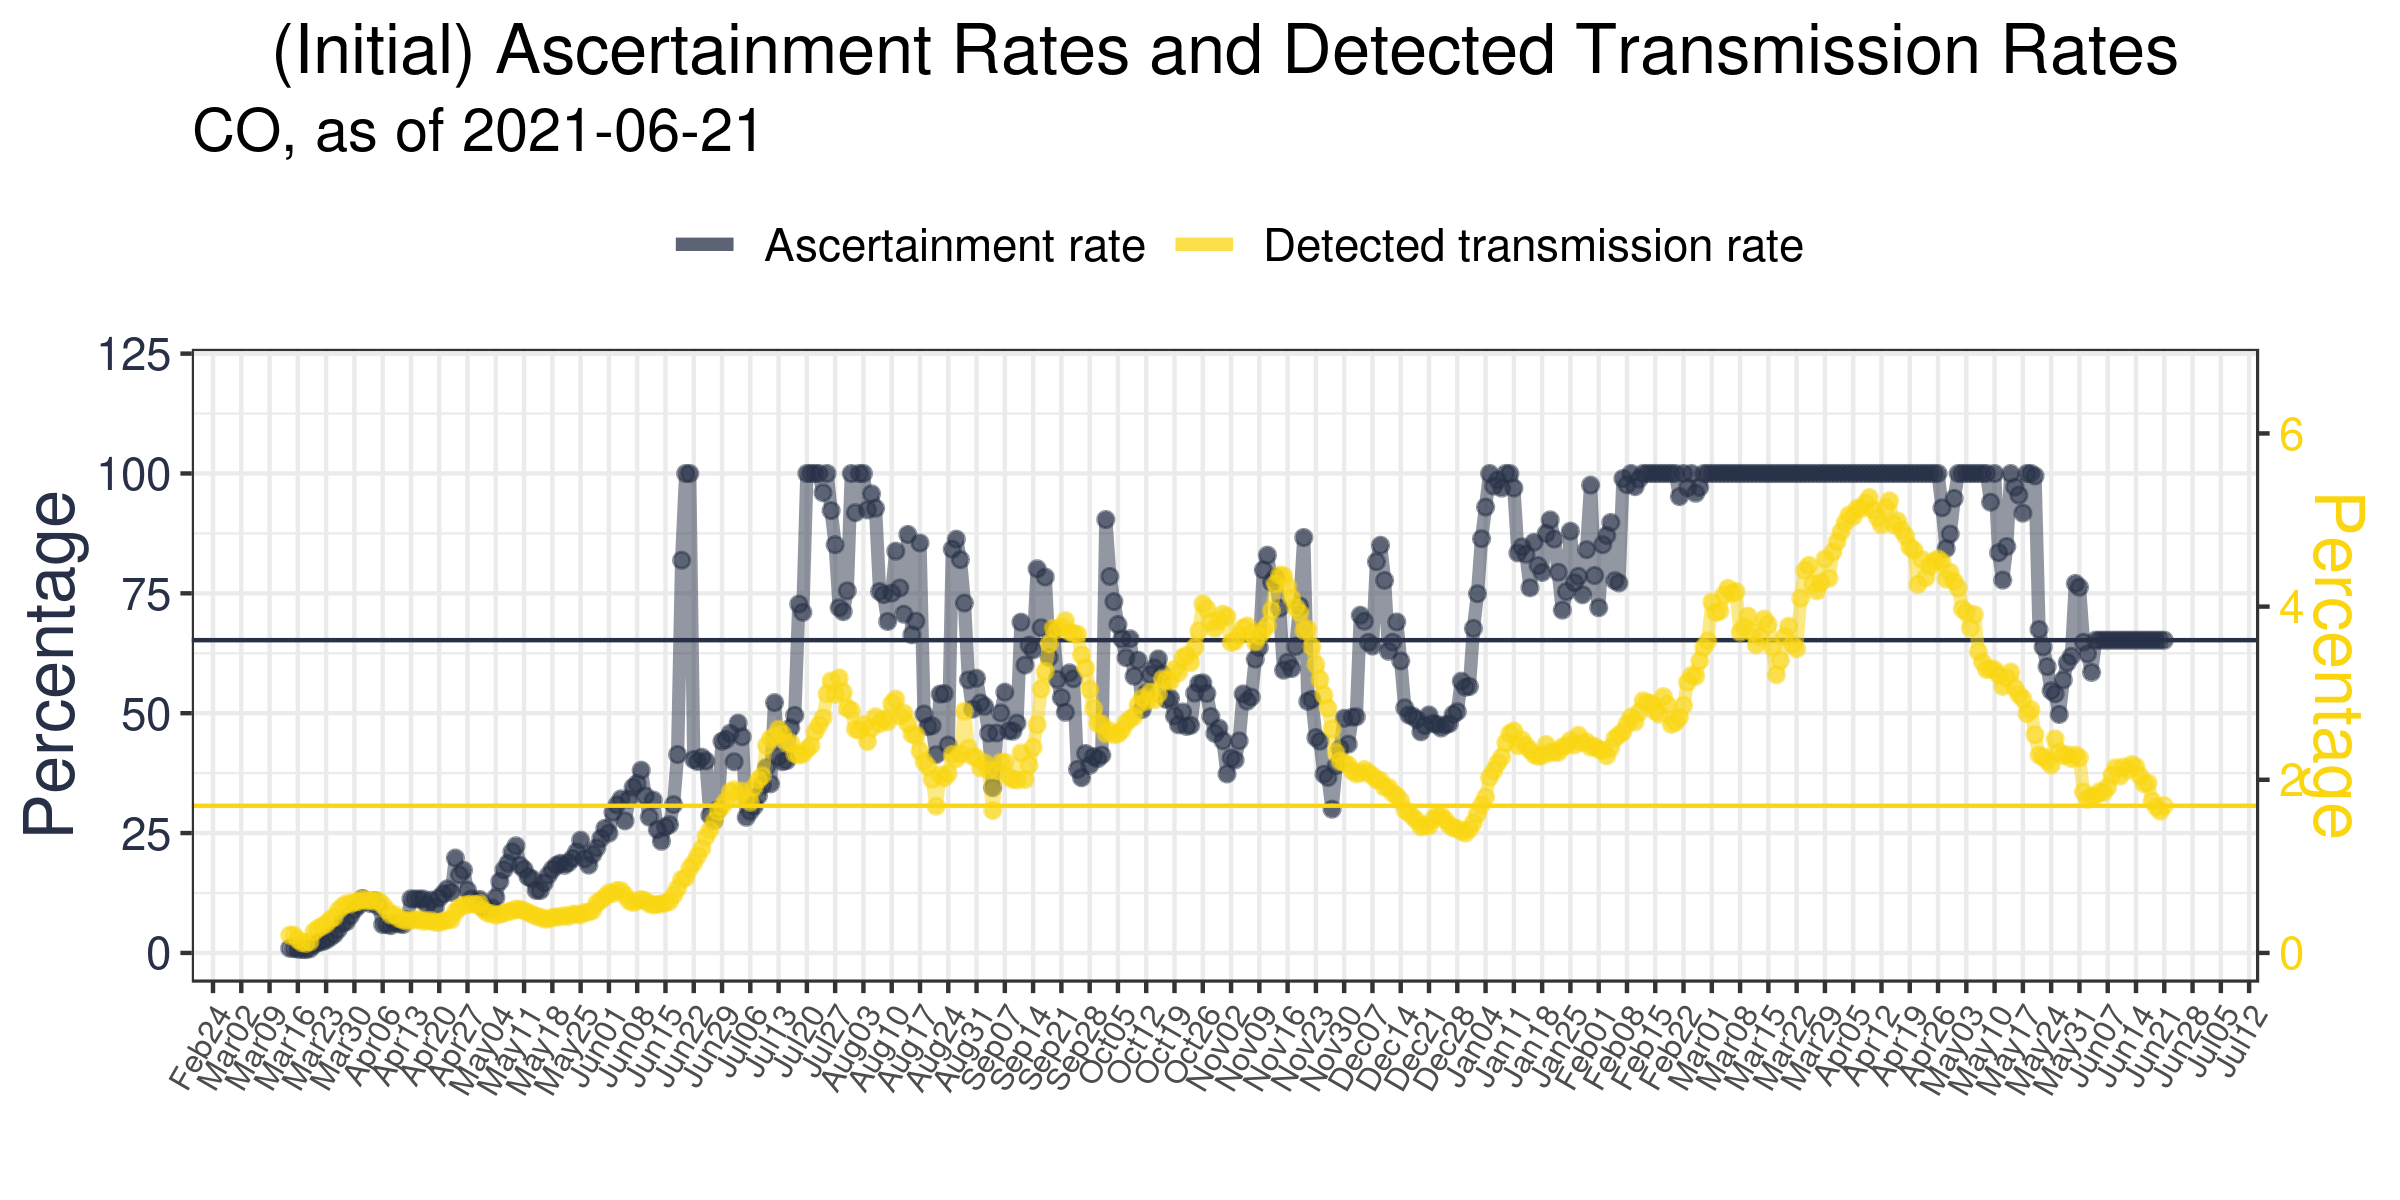 (Initial) Ascertainment Rates and Detected Transmission Rates
CO, as of 2021-06-21
Ascertainment rate
Detected transmission rate
Percentage
125
100
75
50
25
0
6
4
2
0
Percentage
Feb24
Mar02
Mar09
Mar16
Mar23
Mar30
Apr06
Apr13
Apr20
Apr27
May04
May11
May18
May25
Jun01
Jun08
Jun15
Jun22
Jun29
Jul06
Jul13
Jul20
Jul27
Aug03
Aug10
Aug17
Aug24
Aug31
Sep07
Sep14
Sep21
Sep28
Oct05
Oct12
Oct19
Oct26
Nov02
Nov09
Nov16
Nov23
Nov30
Dec07
Dec14
Dec21
Dec28
Jan04
Jan11
Jan18
Jan25
Feb01
Feb08
Feb15
Feb22
Mar01
Mar08
Mar15
Mar22
Mar29
Apr05
Apr12
Apr19
Apr26
May03
May10
May17
May24
May31
Jun07
Jun14
Jun21
Jun28
Jul05
Jul12